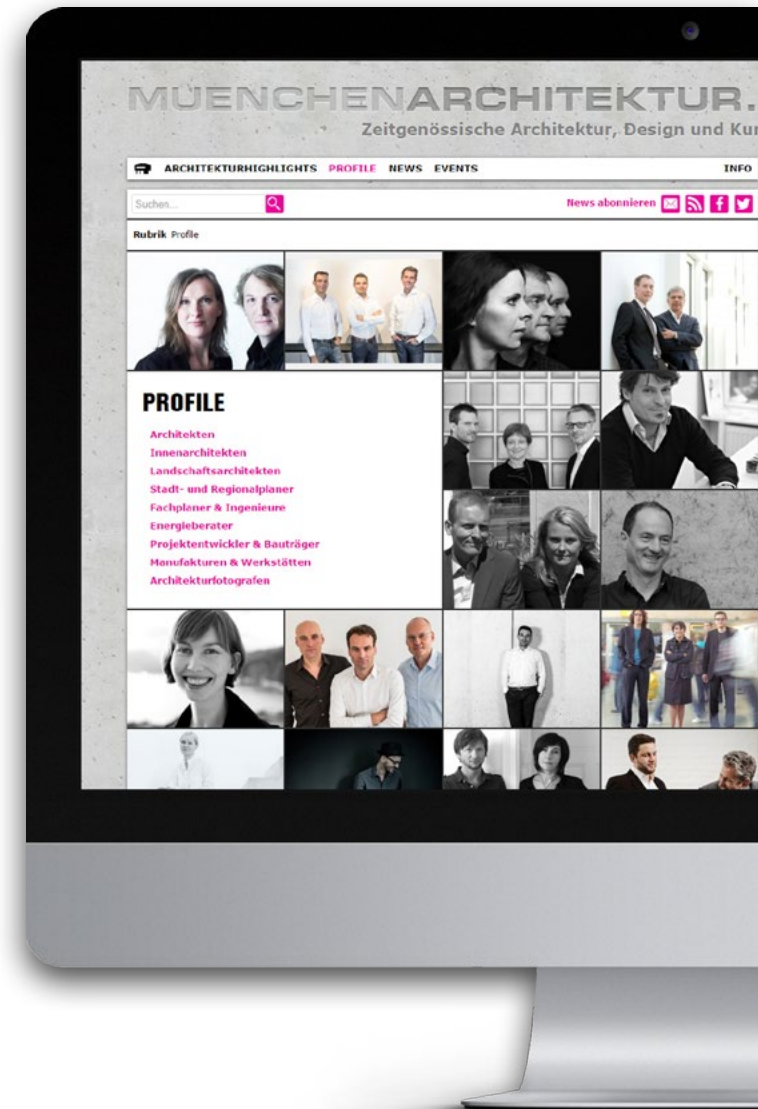 MUENCHENARCHITEKTUR.
Zeitgenössische Architektur, Design und Kun
ARCHITEKTURHIGHLIGHTS PROFILE NEWS EVENTS INFO
Suchen...
News abonnieren
Rubrik Profile
PROFILE
Architekten
Innenarchitekten
Landschaftsarchitekten
Stadt- und Regionalplaner
Fachplaner & Ingenieure
Energieberater
Projektentwickler & Bauträger
Manufakturen & Werkstätten
Architekturfotografen